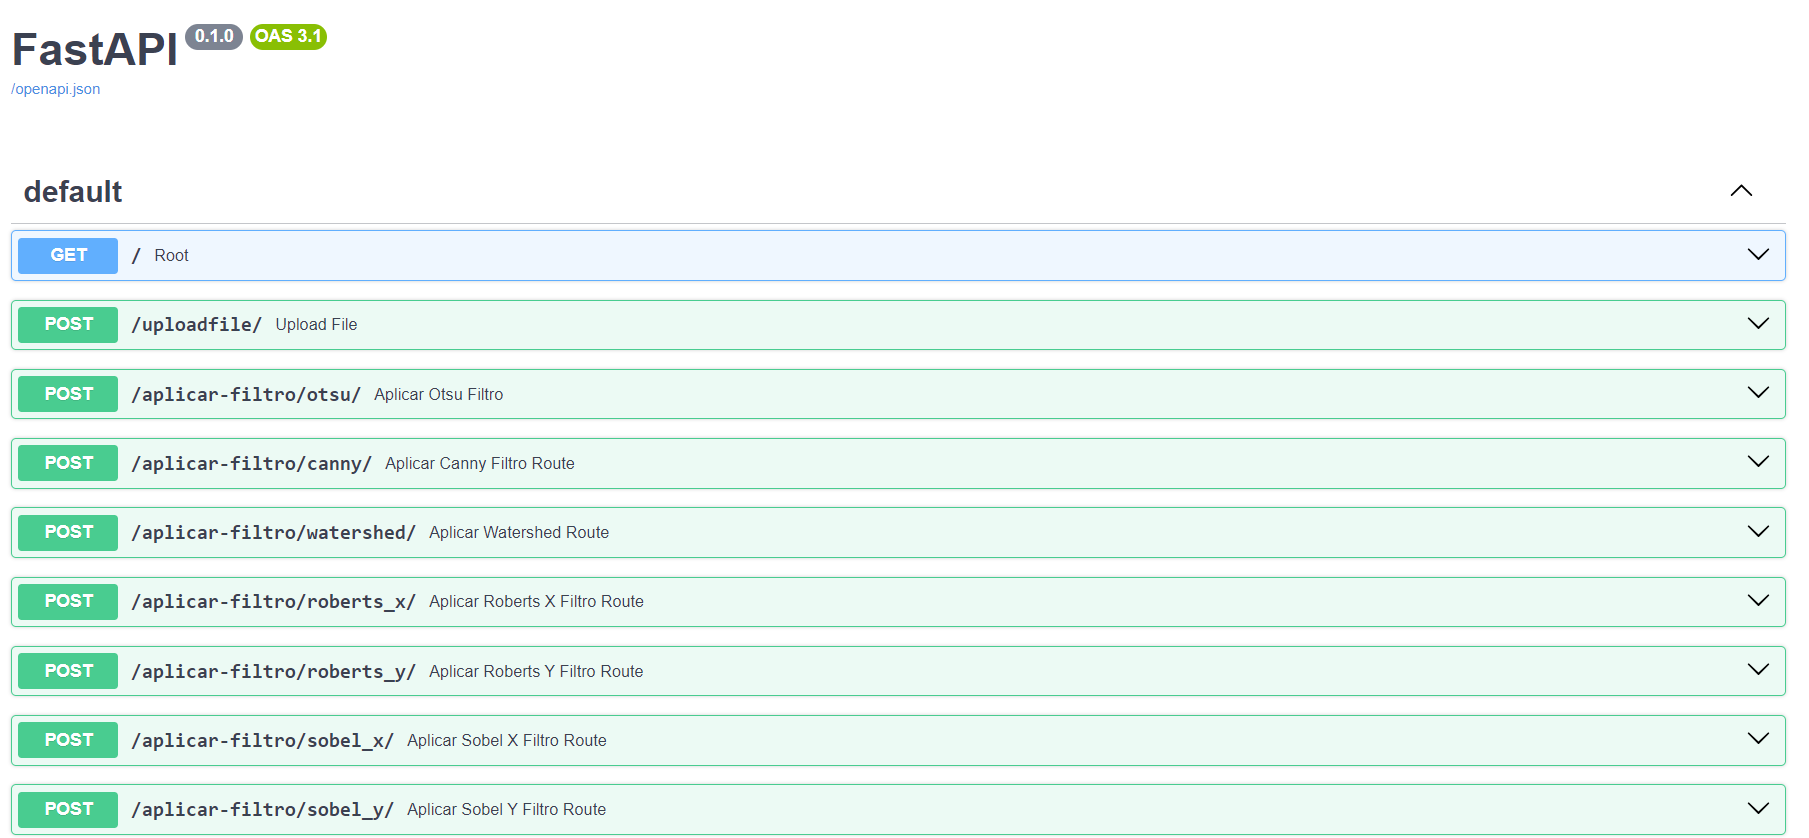 FastAPI 0.1.0 OAS 3.1
/openapi.json
default
GET / Root
POST /uploadfile/ Upload File
POST /aplicar-filtro/otsu/ Aplicar Otsu Filtro
POST /aplicar-filtro/canny/ Aplicar Canny Filtro Route
POST /aplicar-filtro/watershed/ Aplicar Watershed Route
POST /aplicar-filtro/roberts_x/ Aplicar Roberts X Filtro Route
POST /aplicar-filtro/roberts_y/ Aplicar Roberts Y Filtro Route
POST /aplicar-filtro/sobel_x/ Aplicar Sobel X Filtro Route
POST /aplicar-filtro/sobel_y/ Aplicar Sobel Y Filtro Route